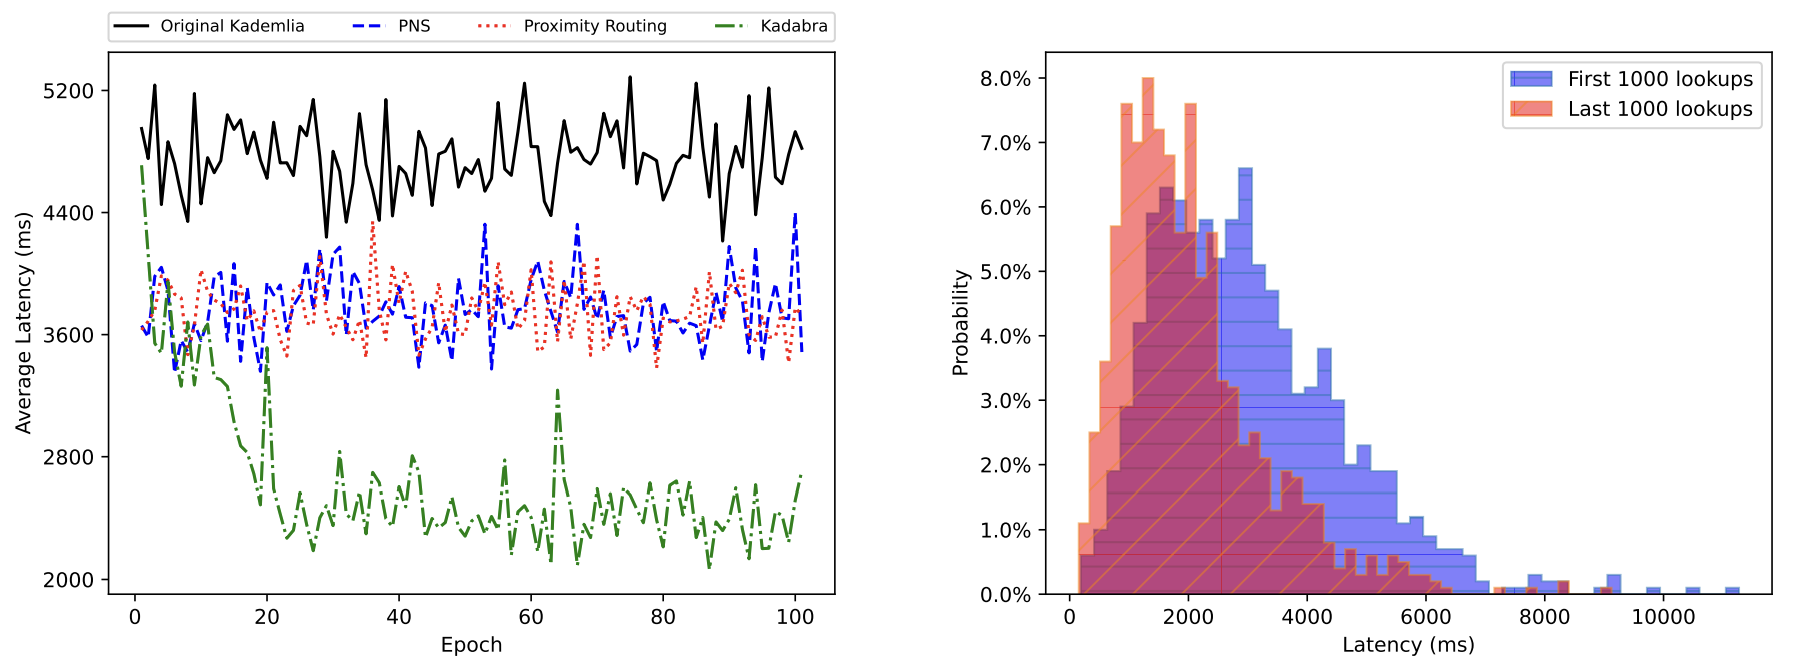 Original Kademlia PNS Proximity Routing Kadabra
5200
4400
3600
2800
2000
Average Latency (ms)
0 20 40 60 80 100
Epoch
First 1000 lookups
Last 1000 lookups
8.0%
7.0%
6.0%
5.0%
4.0%
3.0%
2.0%
1.0%
0.0%
Probability
0 2000 4000 6000 8000 10000
Latency (ms)